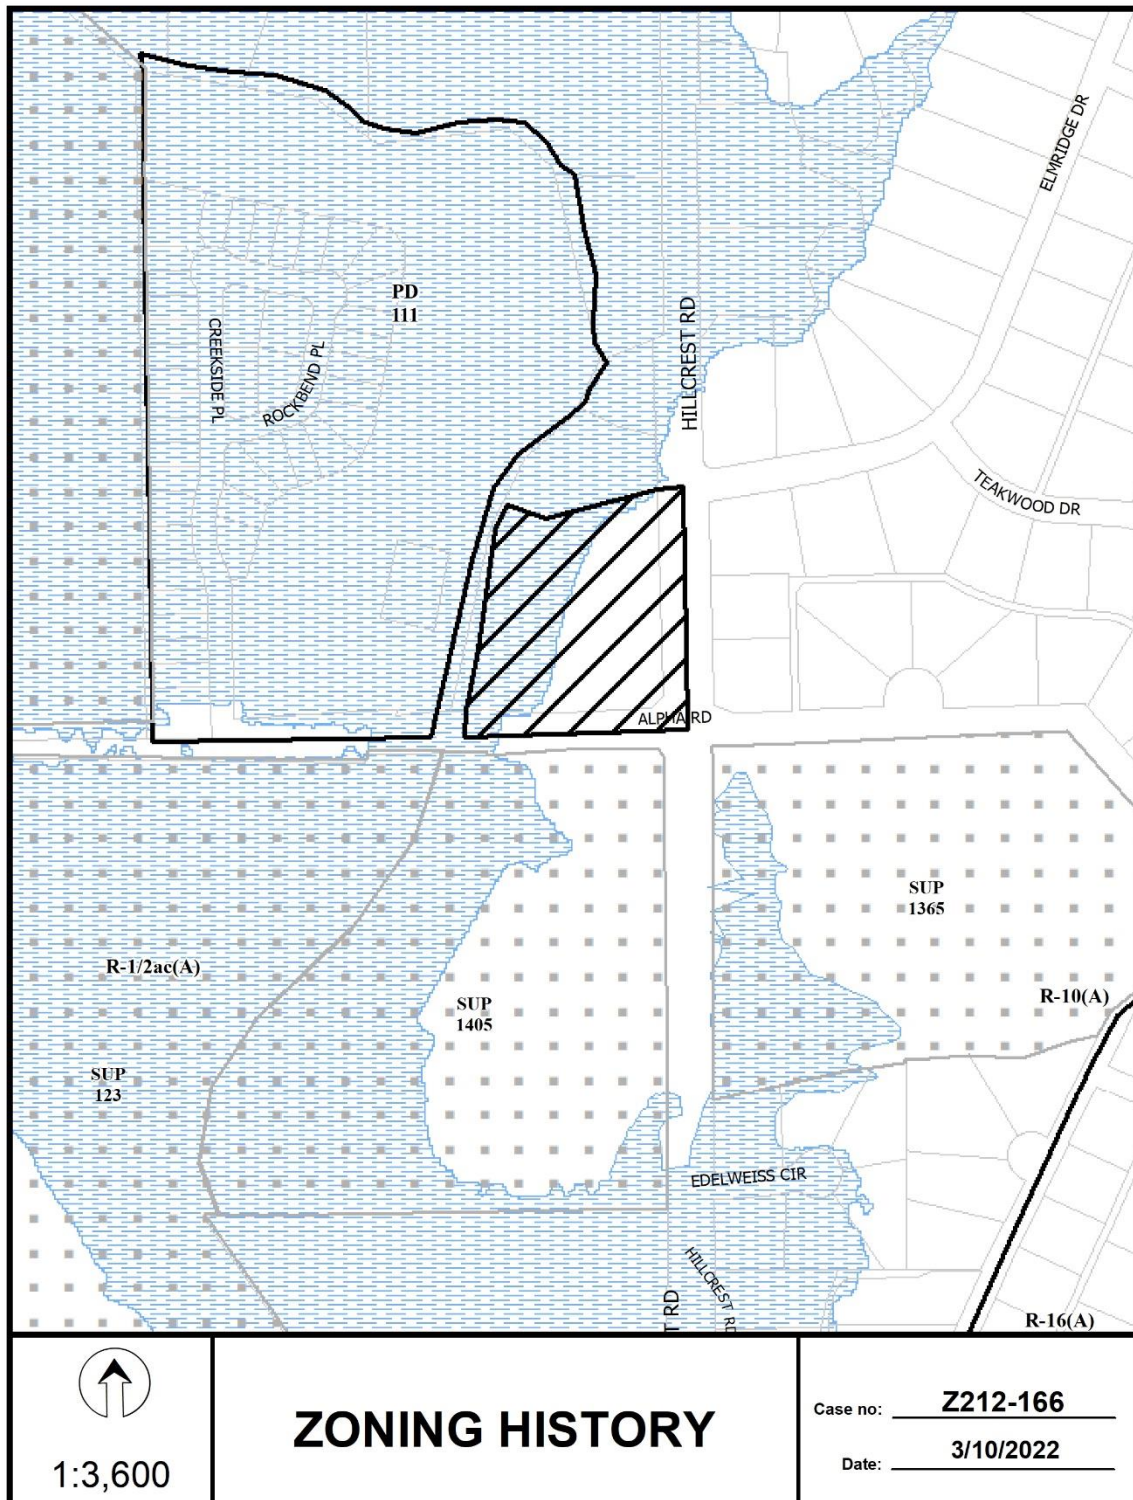 ELMRIDGE DR
PD
111
HILLCREST RD
CREEKSIDE PL
ROCKBEND PL
TEAKWOOD DR
ALPHA RD
SUP
1365
R-1/2ac(A)
R-10(A)
SUP
1405
SUP
123
EDELWEISS CIR
HILLCREST RD
T RD
R-16(A)
1:3,600
ZONING HISTORY
Case no: Z212-166
Date: 3/10/2022